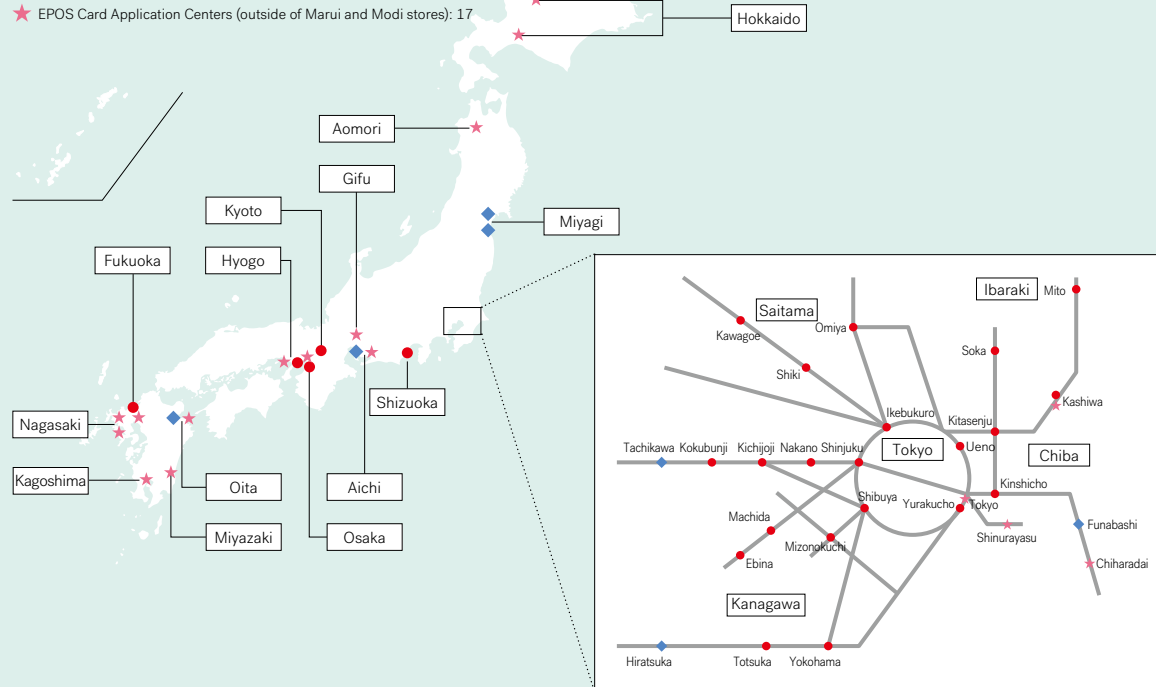 EPOS Card Application Centers (outside of Marui and Modi stores): 17
Hokkaido
Aomori
Gifu
Kyoto
Miyagi
Fukuoka
Hyogo
Shizuoka
Nagasaki
Kagoshima
Oita
Aichi
Miyazaki
Osaka
Ibaraki
Mito
Saitama
Omiya
Kawagoe
Soka
Shiki
Kashiwa
Ikebukuro
Kitasenju
Tachikawa
Kokubunji
Kichijoji
Nakano
Shinjuku
Tokyo
Ueno
Chiba
Kinshicho
Shibuya
Yurakucho
Tokyo
Machida
Mizonokuchi
Shinurayasu
Funabashi
Ebina
Chiharadai
Kanagawa
Hiratsuka
Totsuka
Yokohama